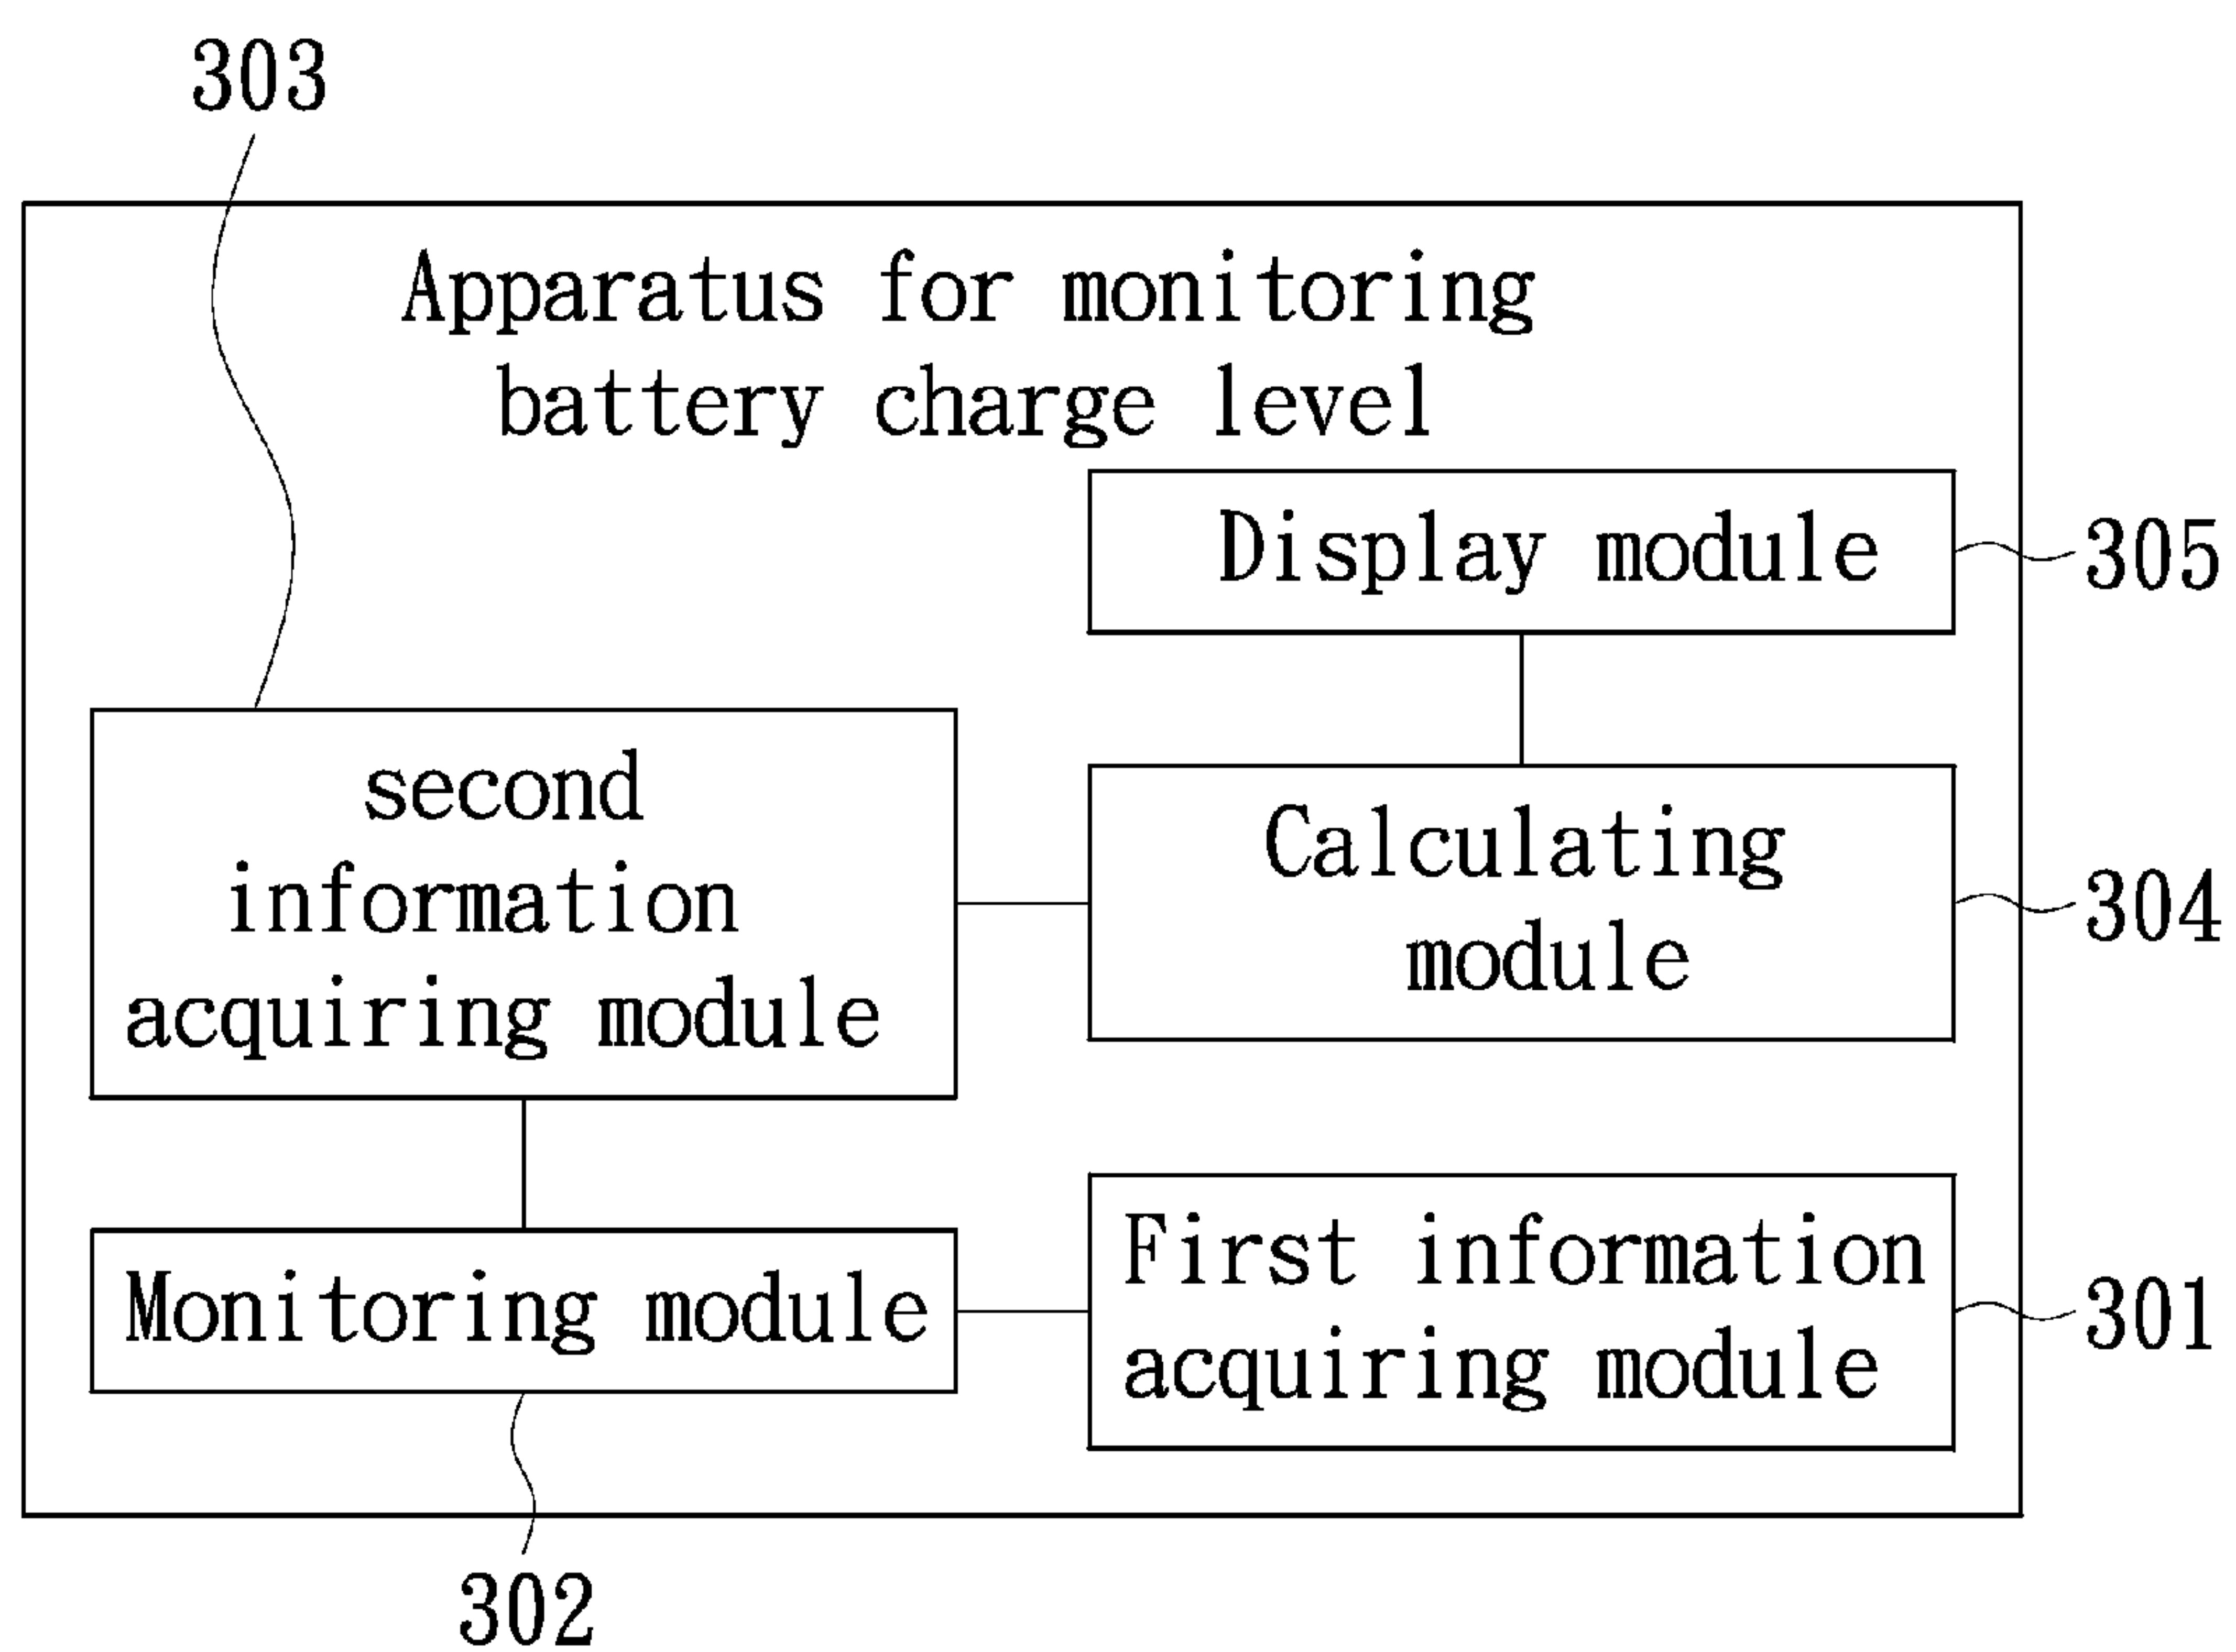 303
Apparatus for monitoring
battery charge level
Display module
305
second
information
acquiring module
Calculating
module
304
Monitoring module
First information
acquiring module
301
302